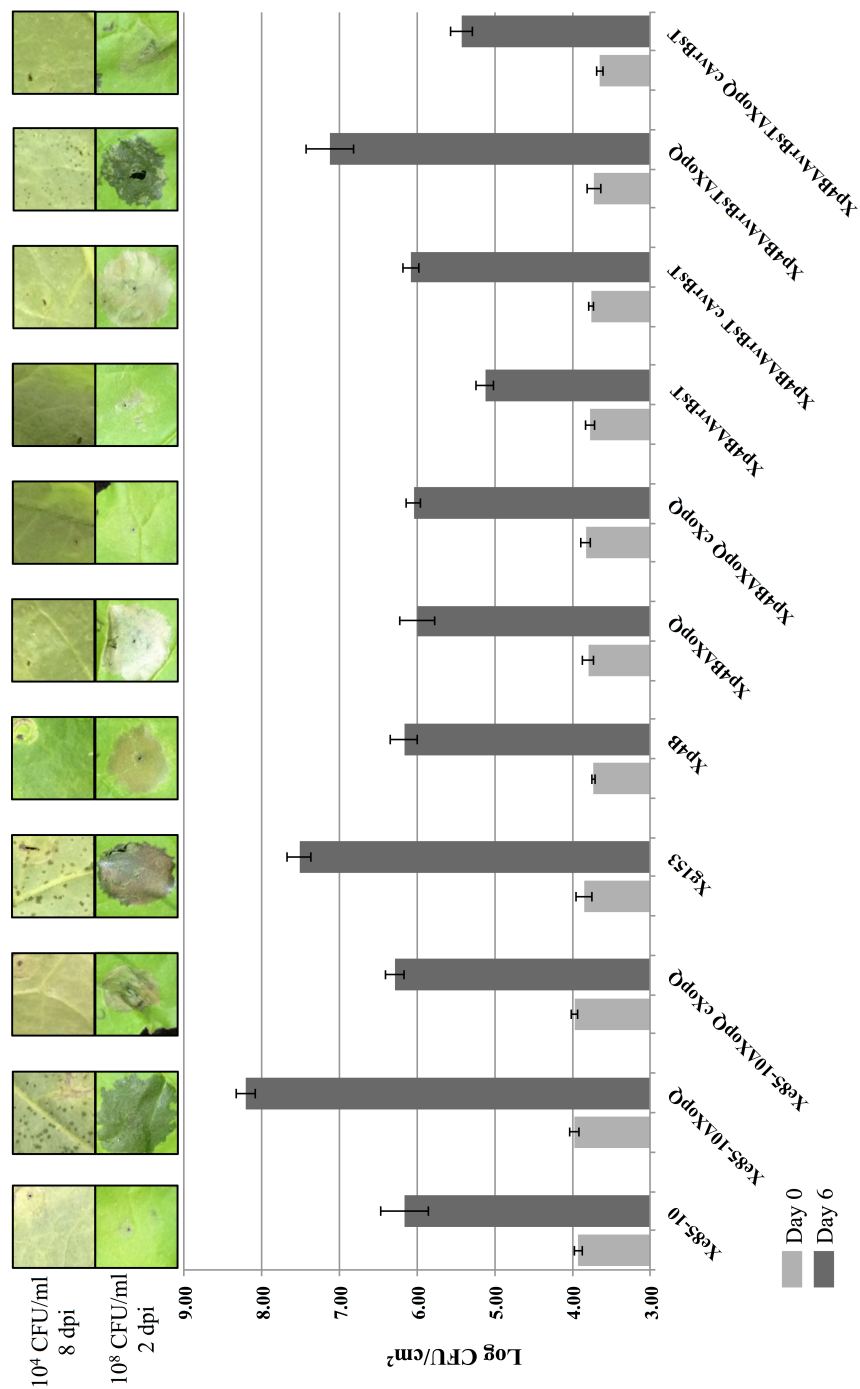 10⁴ CFU/ml
8 dpi
10⁸ CFU/ml
2 dpi
9.00
8.00
7.00
6.00
5.00
4.00
3.00
Log CFU/cm²
Xe85-10
Xe85-10ΔXopQ
Xe85-10ΔXopQ cXopQ
Xg153
Xp4B
Xp4BΔXopQ
Xp4BΔXopQ cXopQ
Xp4BΔAvrBsT
Xp4BΔAvrBsT cAvrBsT
Xp4BΔAvrBsTΔXopQ
Xp4BΔAvrBsTΔXopQ cAvrBsT
Day 0
Day 6